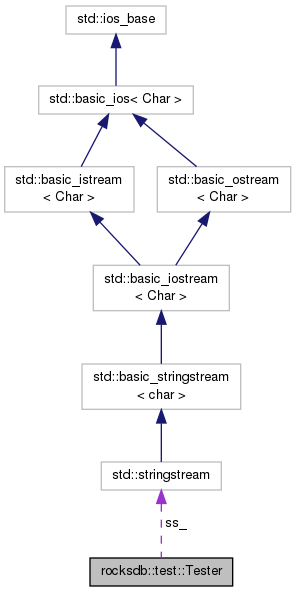 std::ios_base
std::basic_ios< Char >
std::basic_istream
< Char >
std::basic_ostream
< Char >
std::basic_iostream
< Char >
std::basic_stringstream
< char >
std::stringstream
ss_
rocksdb::test::Tester